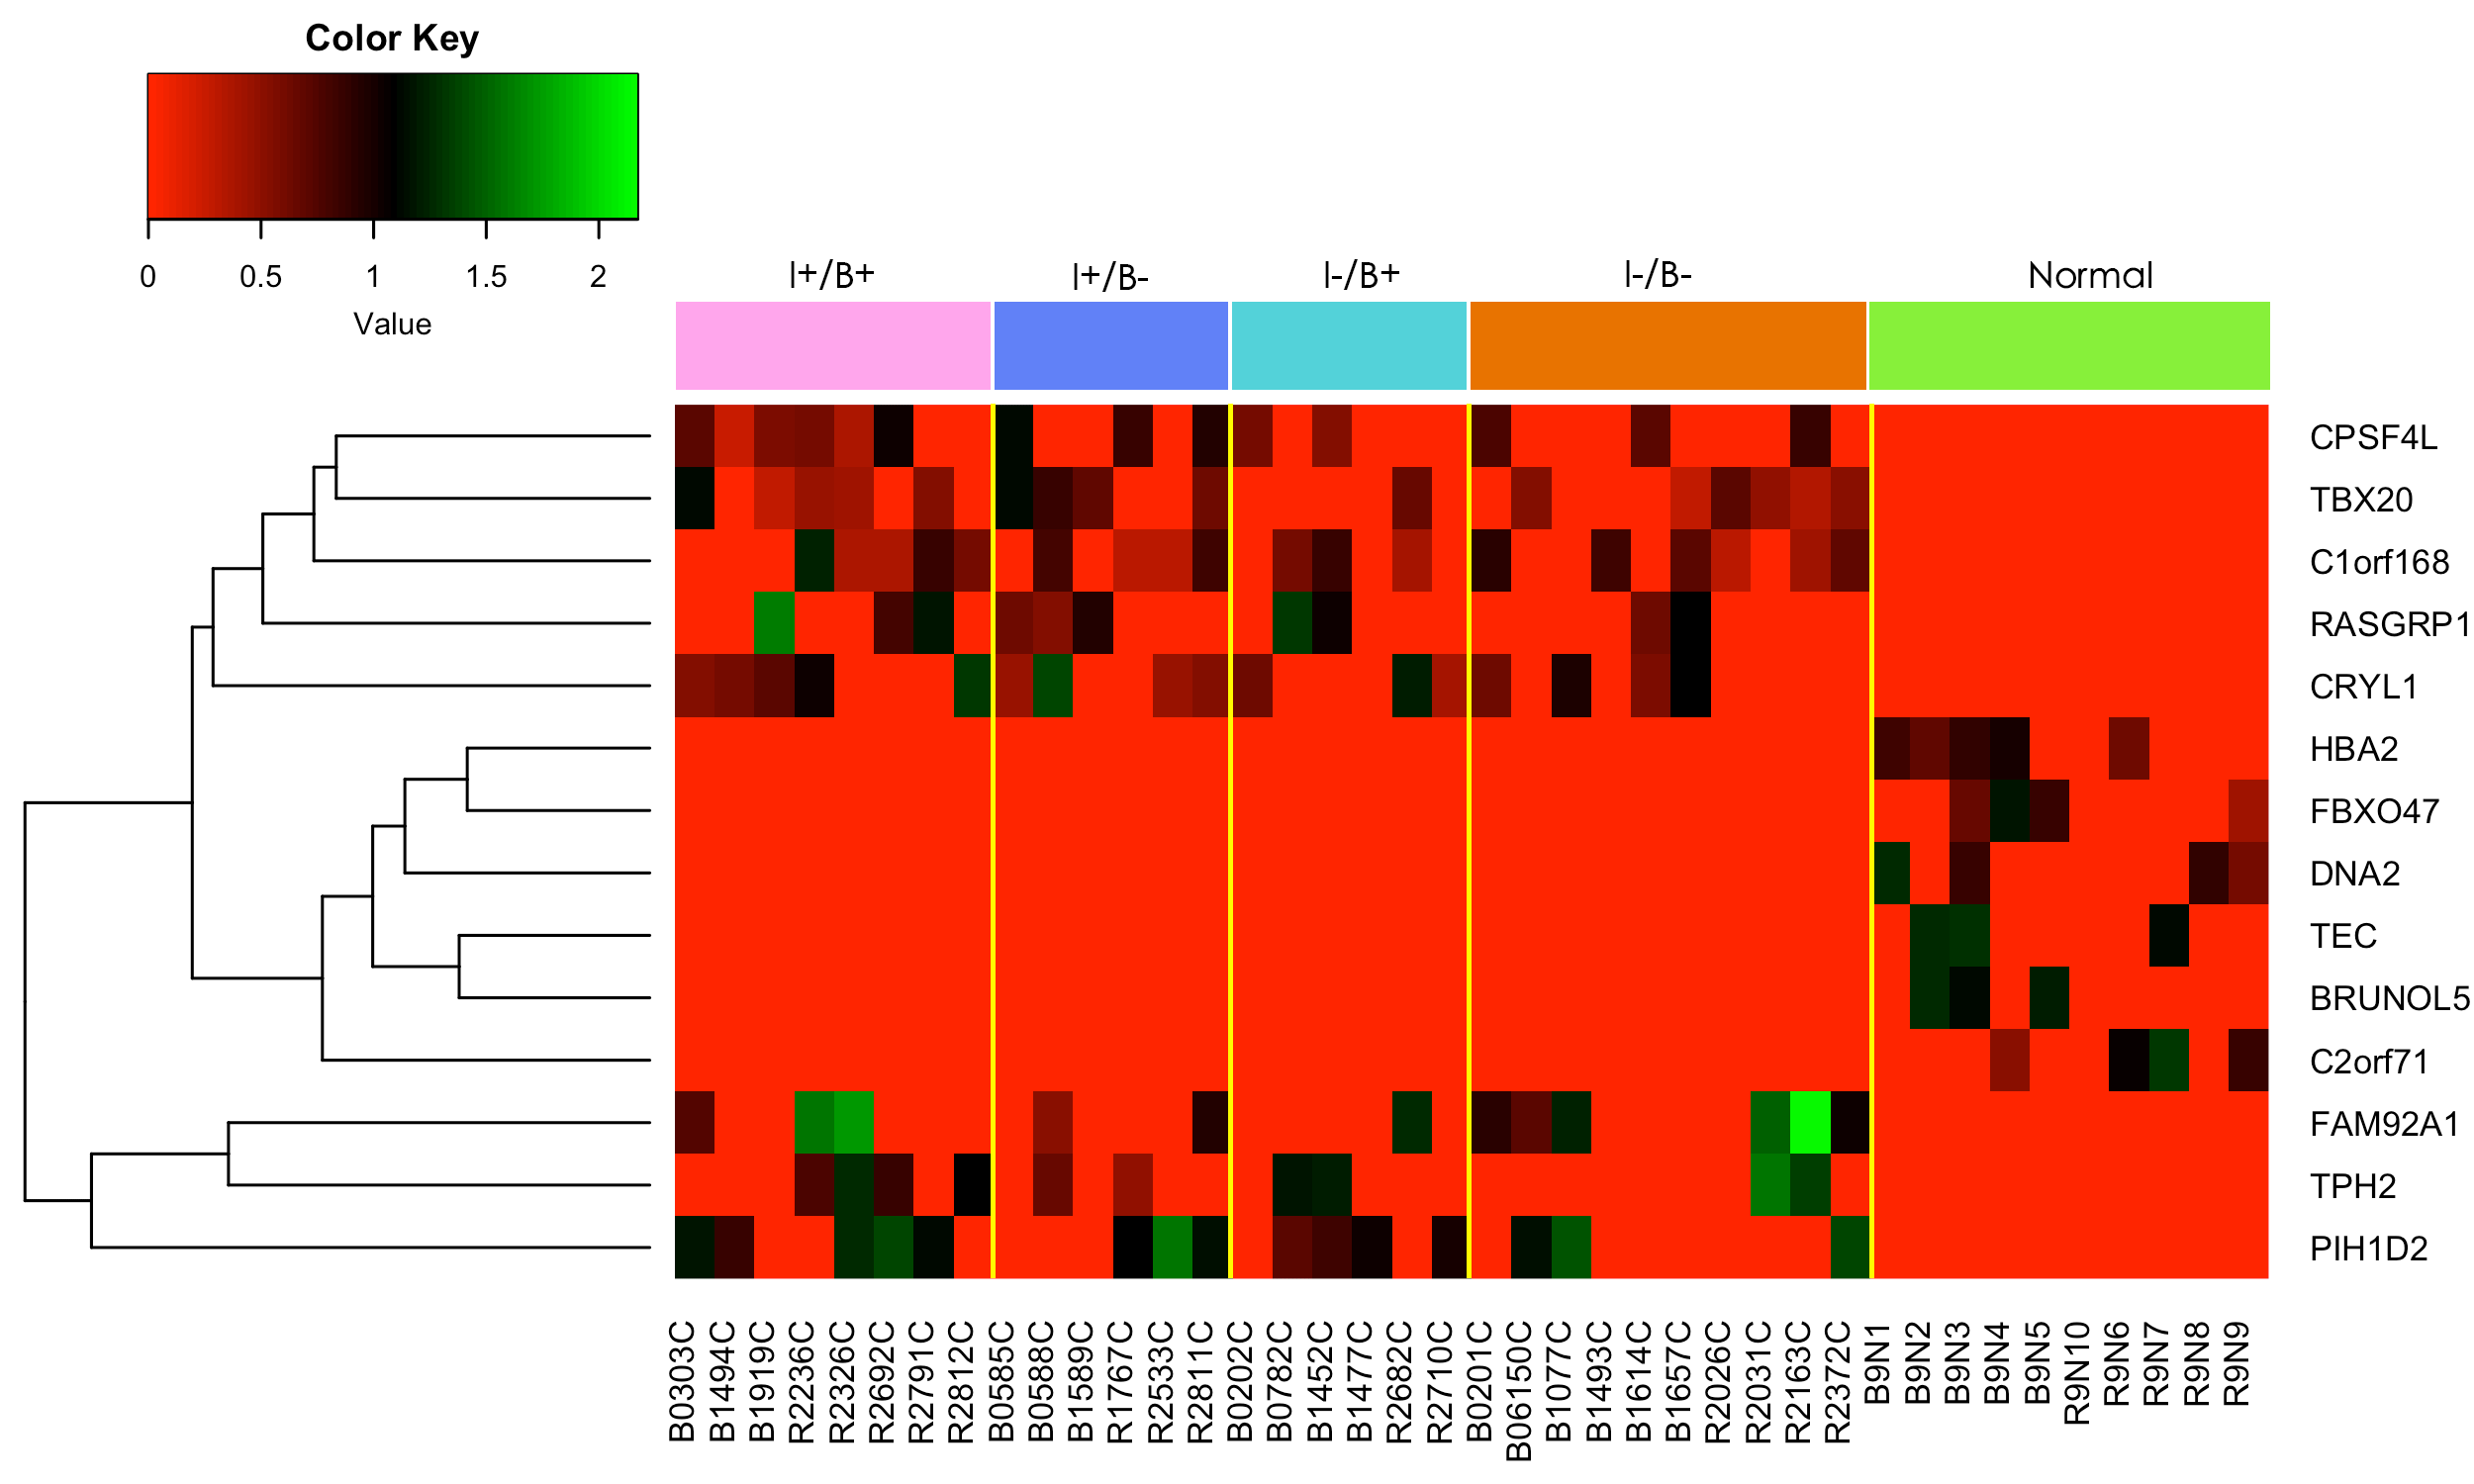 Color Key
0 0.5 1 1.5 2
Value
I+/B+ I+/B- I-/B+ I-/B- Normal
CPSF4L
TBX20
C1orf168
RASGRP1
CRYL1
HBA2
FBXO47
DNA2
TEC
BRUNOL5
C2orf71
FAM92A1
TPH2
PIH1D2
B0303C
B1494C
B1919C
R2236C
R2326C
R2692C
R2791C
R2812C
B0585C
B0588C
B1589C
R1767C
R2533C
R2811C
B0202C
B0782C
B1452C
B1477C
R2682C
R2710C
B0201C
B06150C
B1077C
B1493C
B1614C
B1657C
R2026C
R2031C
R2163C
R2372C
B9N1
B9N2
B9N3
B9N4
B9N5
R9N10
R9N6
R9N7
R9N8
R9N9